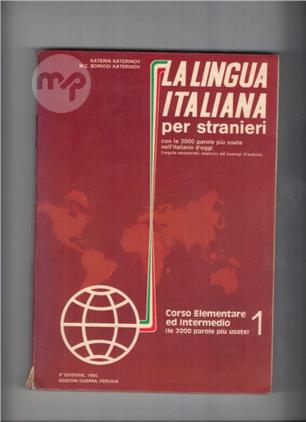 KATERIN KATERINOV
M.C. BORIOSI KATERINOV
mp
LA LINGUA
ITALIANA
per stranieri
con le 3000 parole più usate
nell'italiano d'oggi
(regole essenziali, esercizi ed esempi d'autore)
Corso Elementare
ed Intermedio 1
(le 2000 parole più usate)
4ª EDIZIONE, 1985,
EDIZIONI GUERRA, PERUGIA